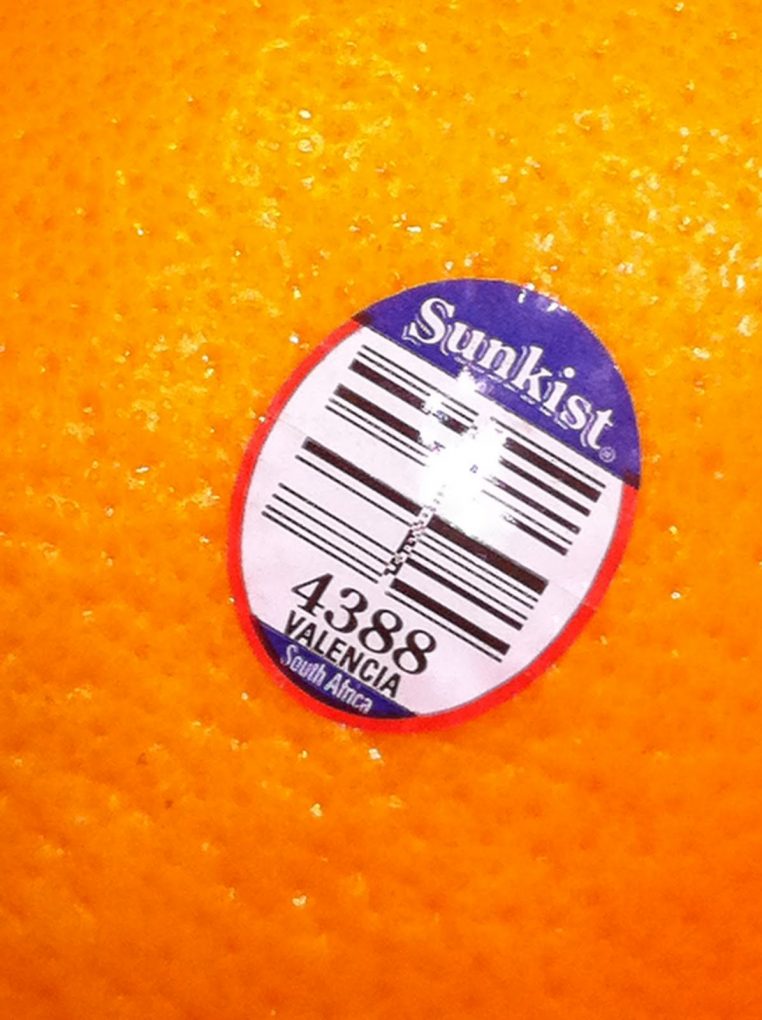 Sunkist®
4388
VALENCIA
South Africa